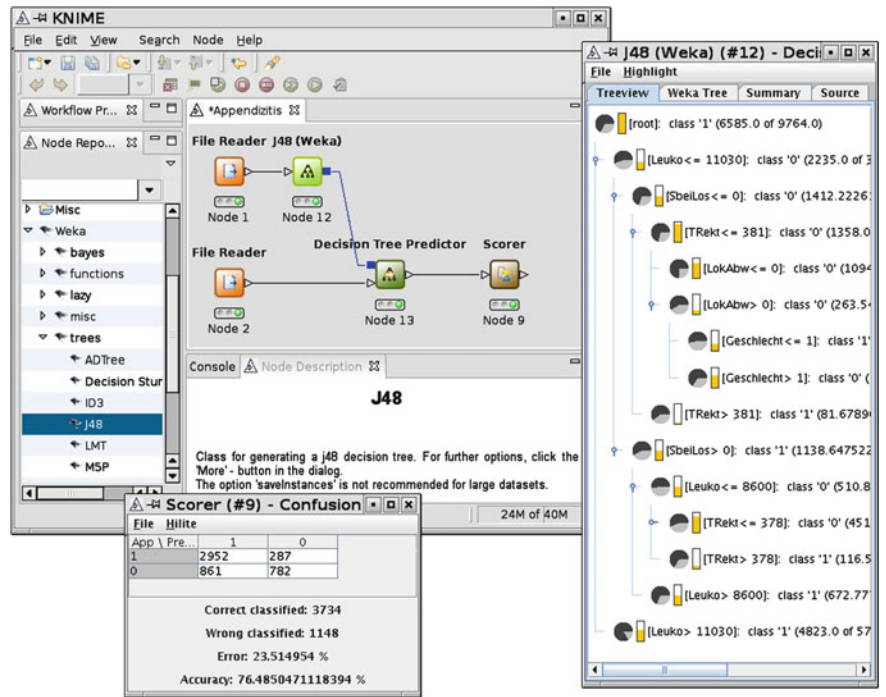 KNIME
File Edit View Search Node Help
Workflow Pr...
Node Repo...
Misc
Weka
bayes
functions
lazy
misc
trees
ADTree
Decision Stur
ID3
J48
LMT
M5P
*Appendizitis
File Reader J48 (Weka)
Node 1 Node 12
File Reader Decision Tree Predictor Scorer
Node 2 Node 13 Node 9
Console Node Description
J48
Class for generating a j48 decision tree. For further options, click the
'More' - button in the dialog.
The option 'saveInstances' is not recommended for large datasets.
24M of 40M
Scorer (#9) - Confusion
File Hilite
App \ Pre... 1 0
1 2952 287
0 861 782
Correct classified: 3734
Wrong classified: 1148
Error: 23.514954 %
Accuracy: 76.4850471118394 %
J48 (Weka) (#12) - Deci
File Highlight
Treeview Weka Tree Summary Source
[root]: class '1' (6585.0 of 9764.0)
[Leuko<= 11030]: class '0' (2235.0 of 3
[SbeiLos<= 0]: class '0' (1412.2226
[TRekt<= 381]: class '0' (1358.0
[LokAbw<= 0]: class '0' (1094
[LokAbw> 0]: class '0' (263.5
[Geschlecht<= 1]: class '1'
[Geschlecht> 1]: class '0' (
[TRekt> 381]: class '1' (81.6789
[SbeiLos> 0]: class '1' (1138.647522
[Leuko<= 8600]: class '0' (510.8
[TRekt<= 378]: class '0' (451
[TRekt> 378]: class '1' (116.5
[Leuko> 8600]: class '1' (672.77
[Leuko> 11030]: class '1' (4823.0 of 57